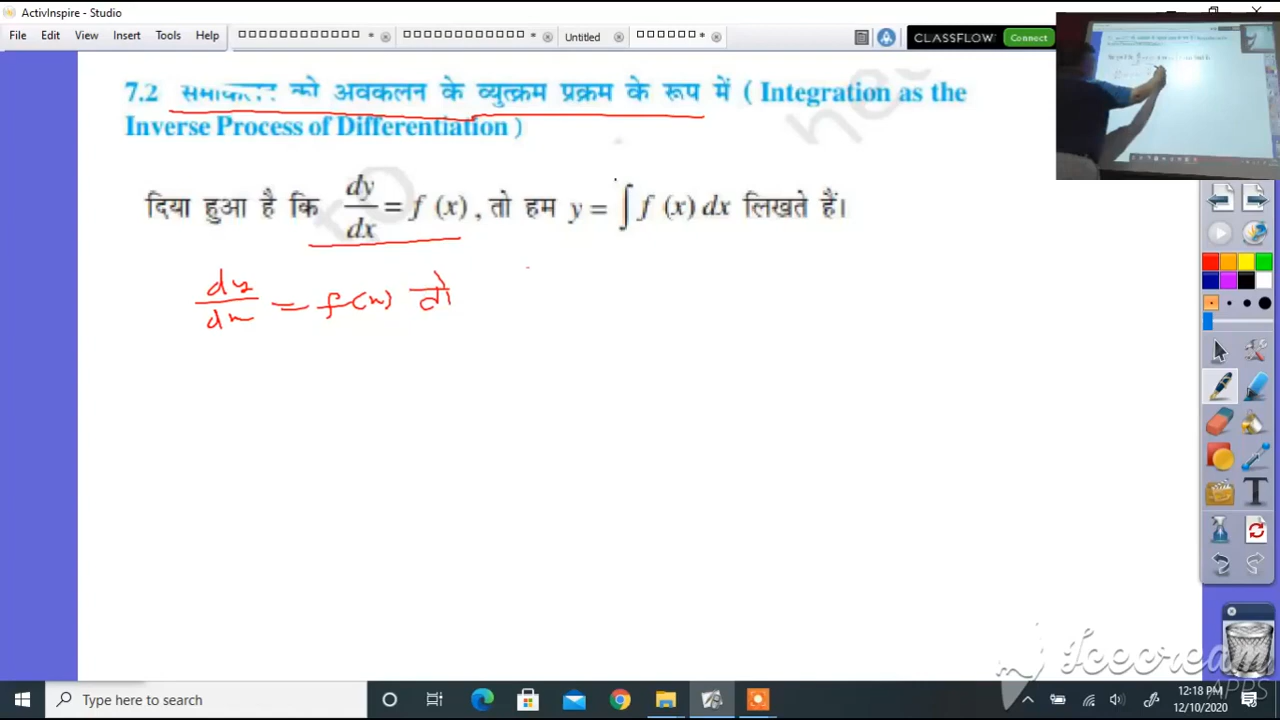 ActivInspire - Studio
File Edit View Insert Tools Help
Untitled
CLASSFLOW Connect
7.2 समाकलन को अवकलन के व्युत्क्रम प्रक्रम के रूप में ( Integration as the
Inverse Process of Differentiation )
दिया हुआ है कि dy/dx = f (x) , तो हम y = ∫ f (x) dx लिखते हैं।
dy/dx = f(x) तो
Icecream
APPS
Type here to search
12:18 PM
12/10/2020